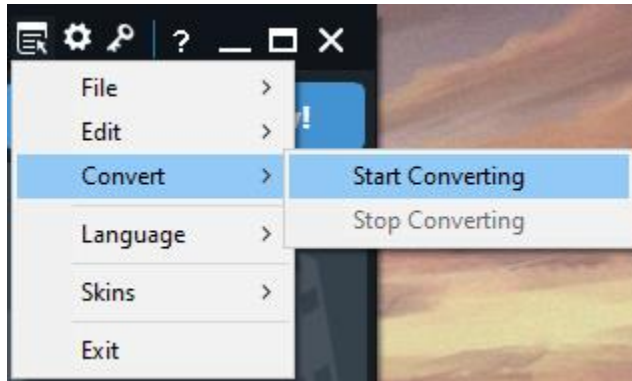 ?
File
Edit
y!
Convert
Start Converting
Stop Converting
Language
Skins
Exit